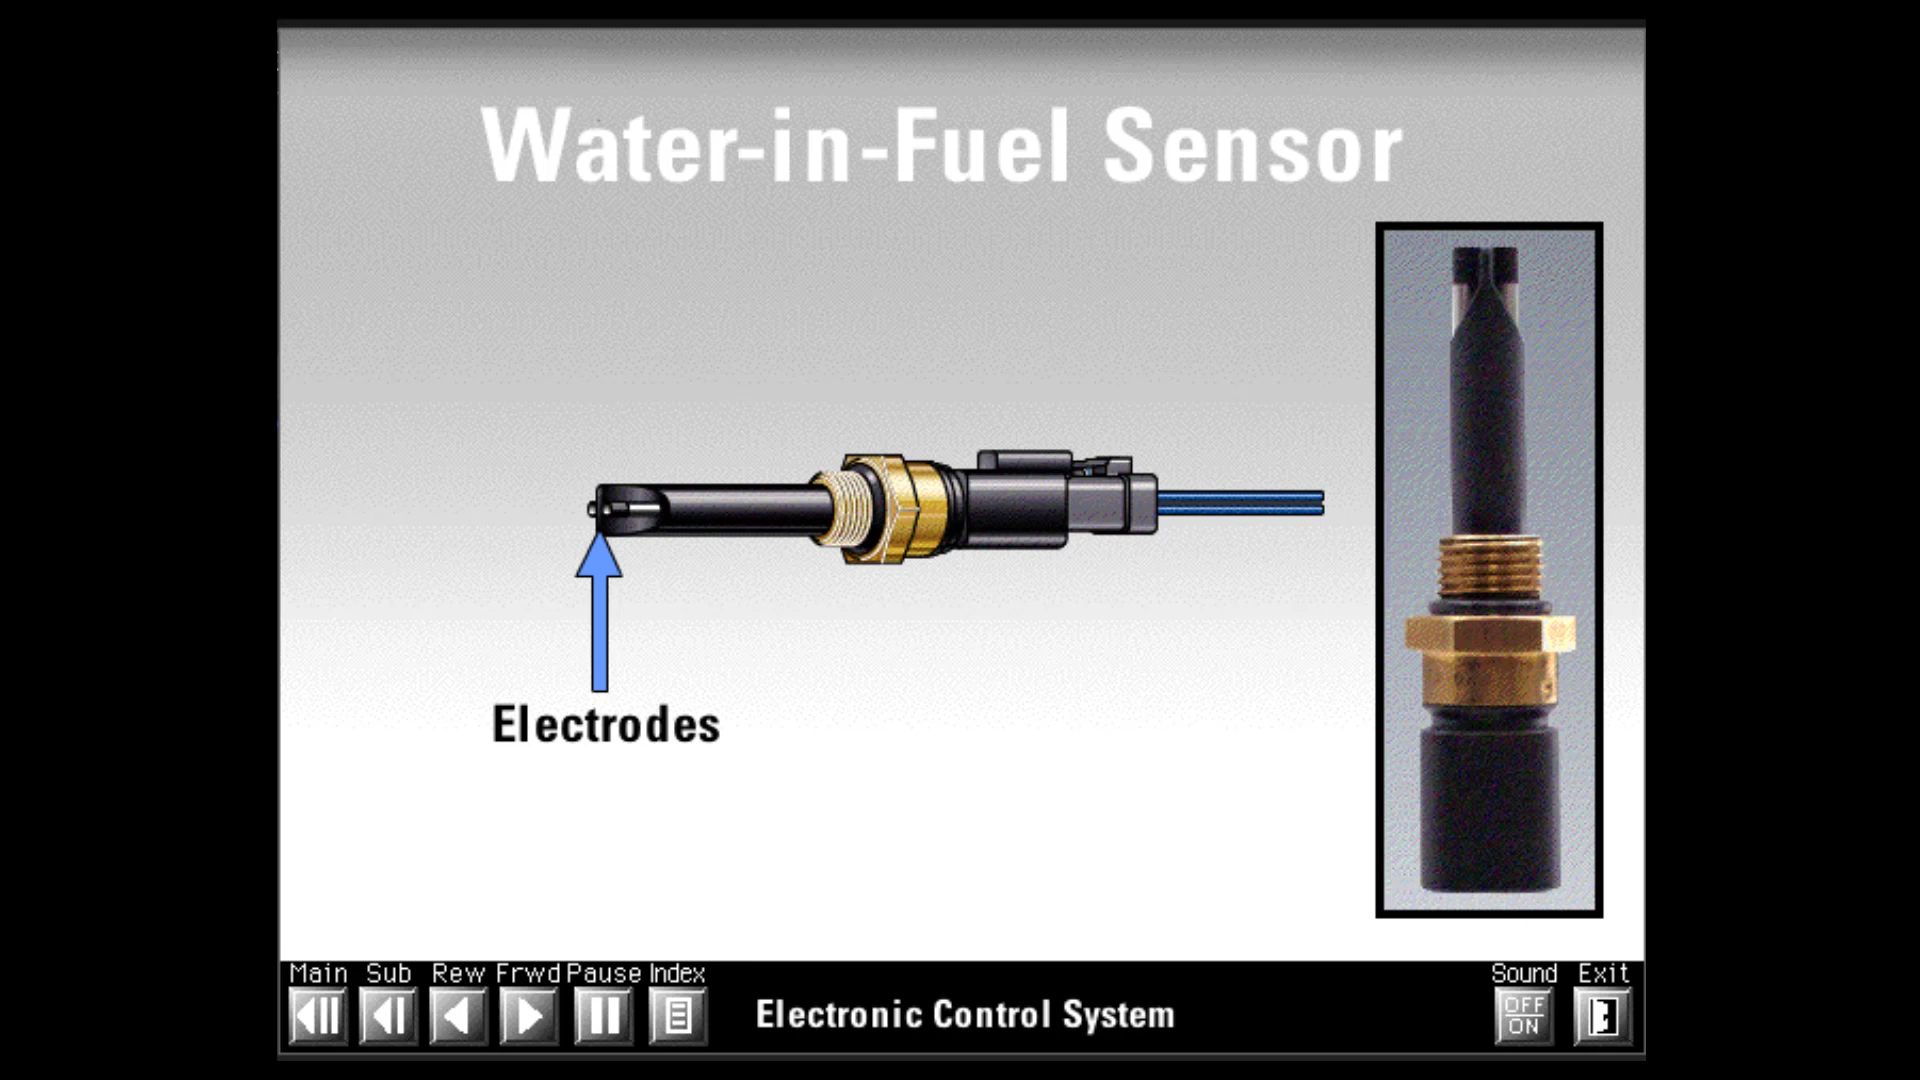 Water-in-Fuel Sensor
Electrodes
Main Sub Rew Frwd Pause Index
Electronic Control System
Sound Exit
OFF
ON